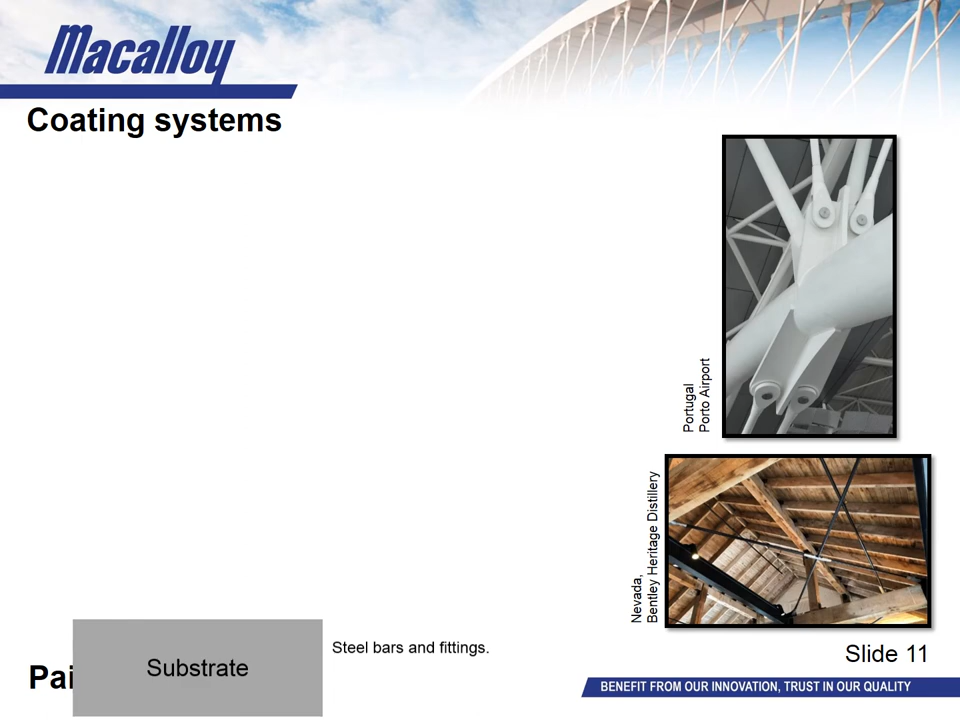 Macalloy
Coating systems
Portugal
Porto Airport
Nevada,
Bentley Heritage Distillery
Substrate
Steel bars and fittings.
Slide 11
BENEFIT FROM OUR INNOVATION, TRUST IN OUR QUALITY